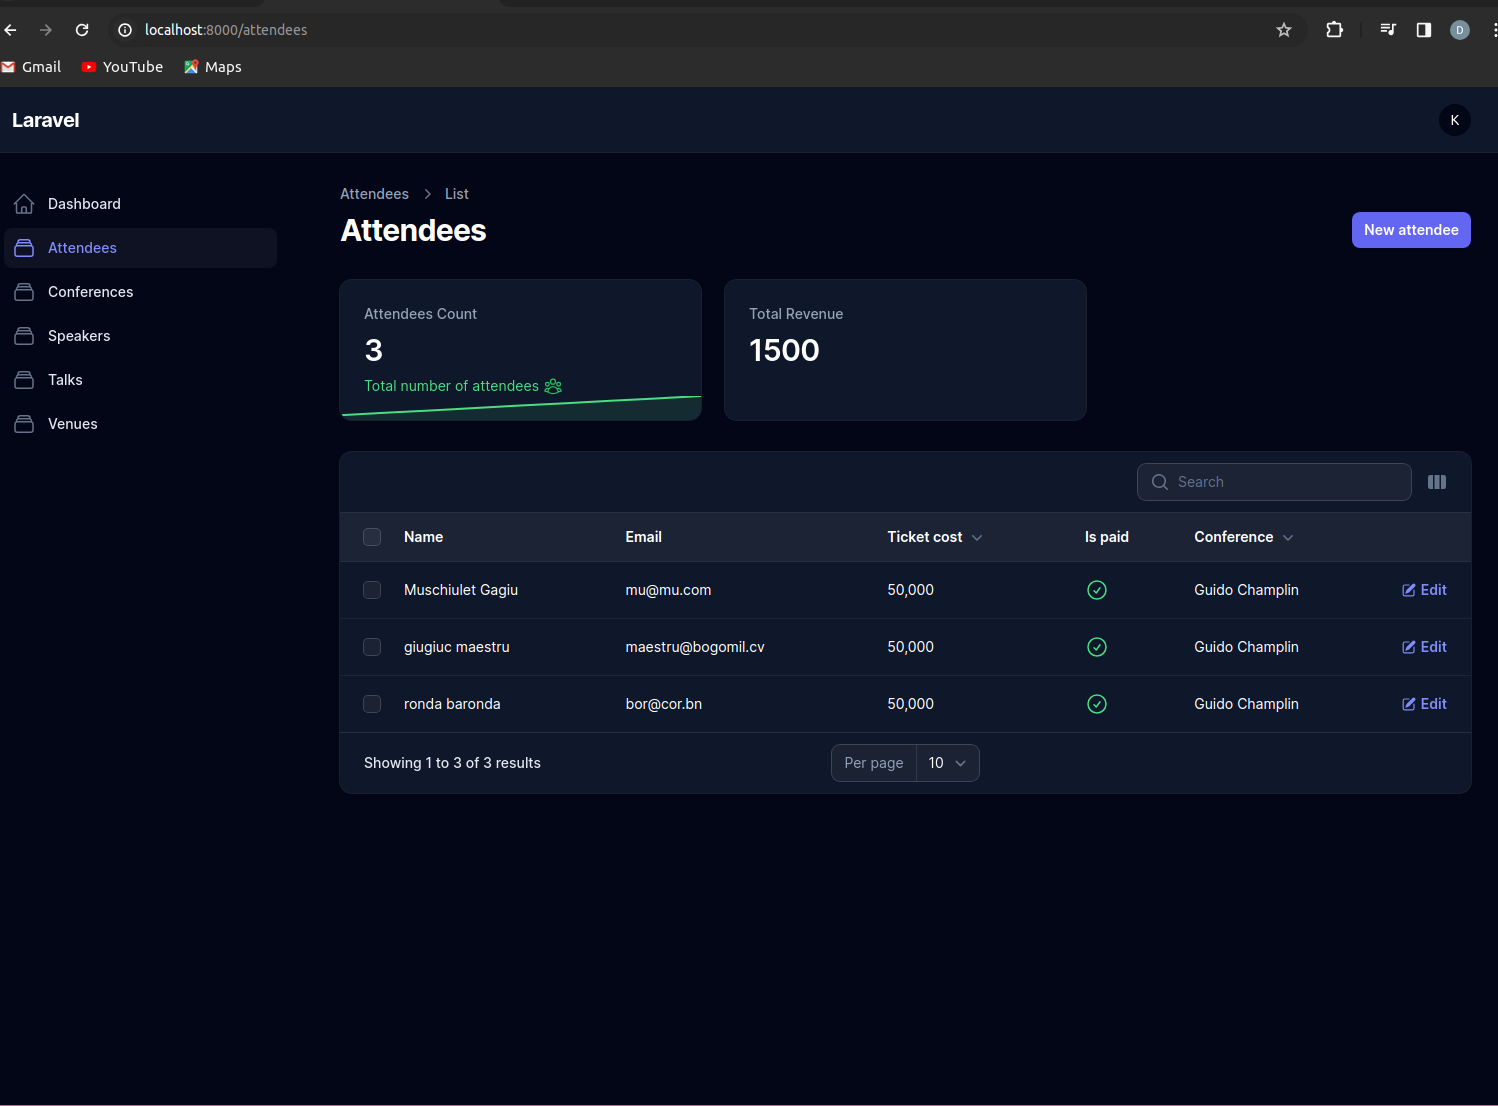 localhost:8000/attendees
D
Gmail YouTube Maps
Laravel
K
Dashboard
Attendees
Conferences
Speakers
Talks
Venues
Attendees List
Attendees
New attendee
Attendees Count
3
Total number of attendees
Total Revenue
1500
Search
Name Email Ticket cost Is paid Conference
Muschiulet Gagiu mu@mu.com 50,000 Guido Champlin Edit
giugiuc maestru maestru@bogomil.cv 50,000 Guido Champlin Edit
ronda baronda bor@cor.bn 50,000 Guido Champlin Edit
Showing 1 to 3 of 3 results Per page 10